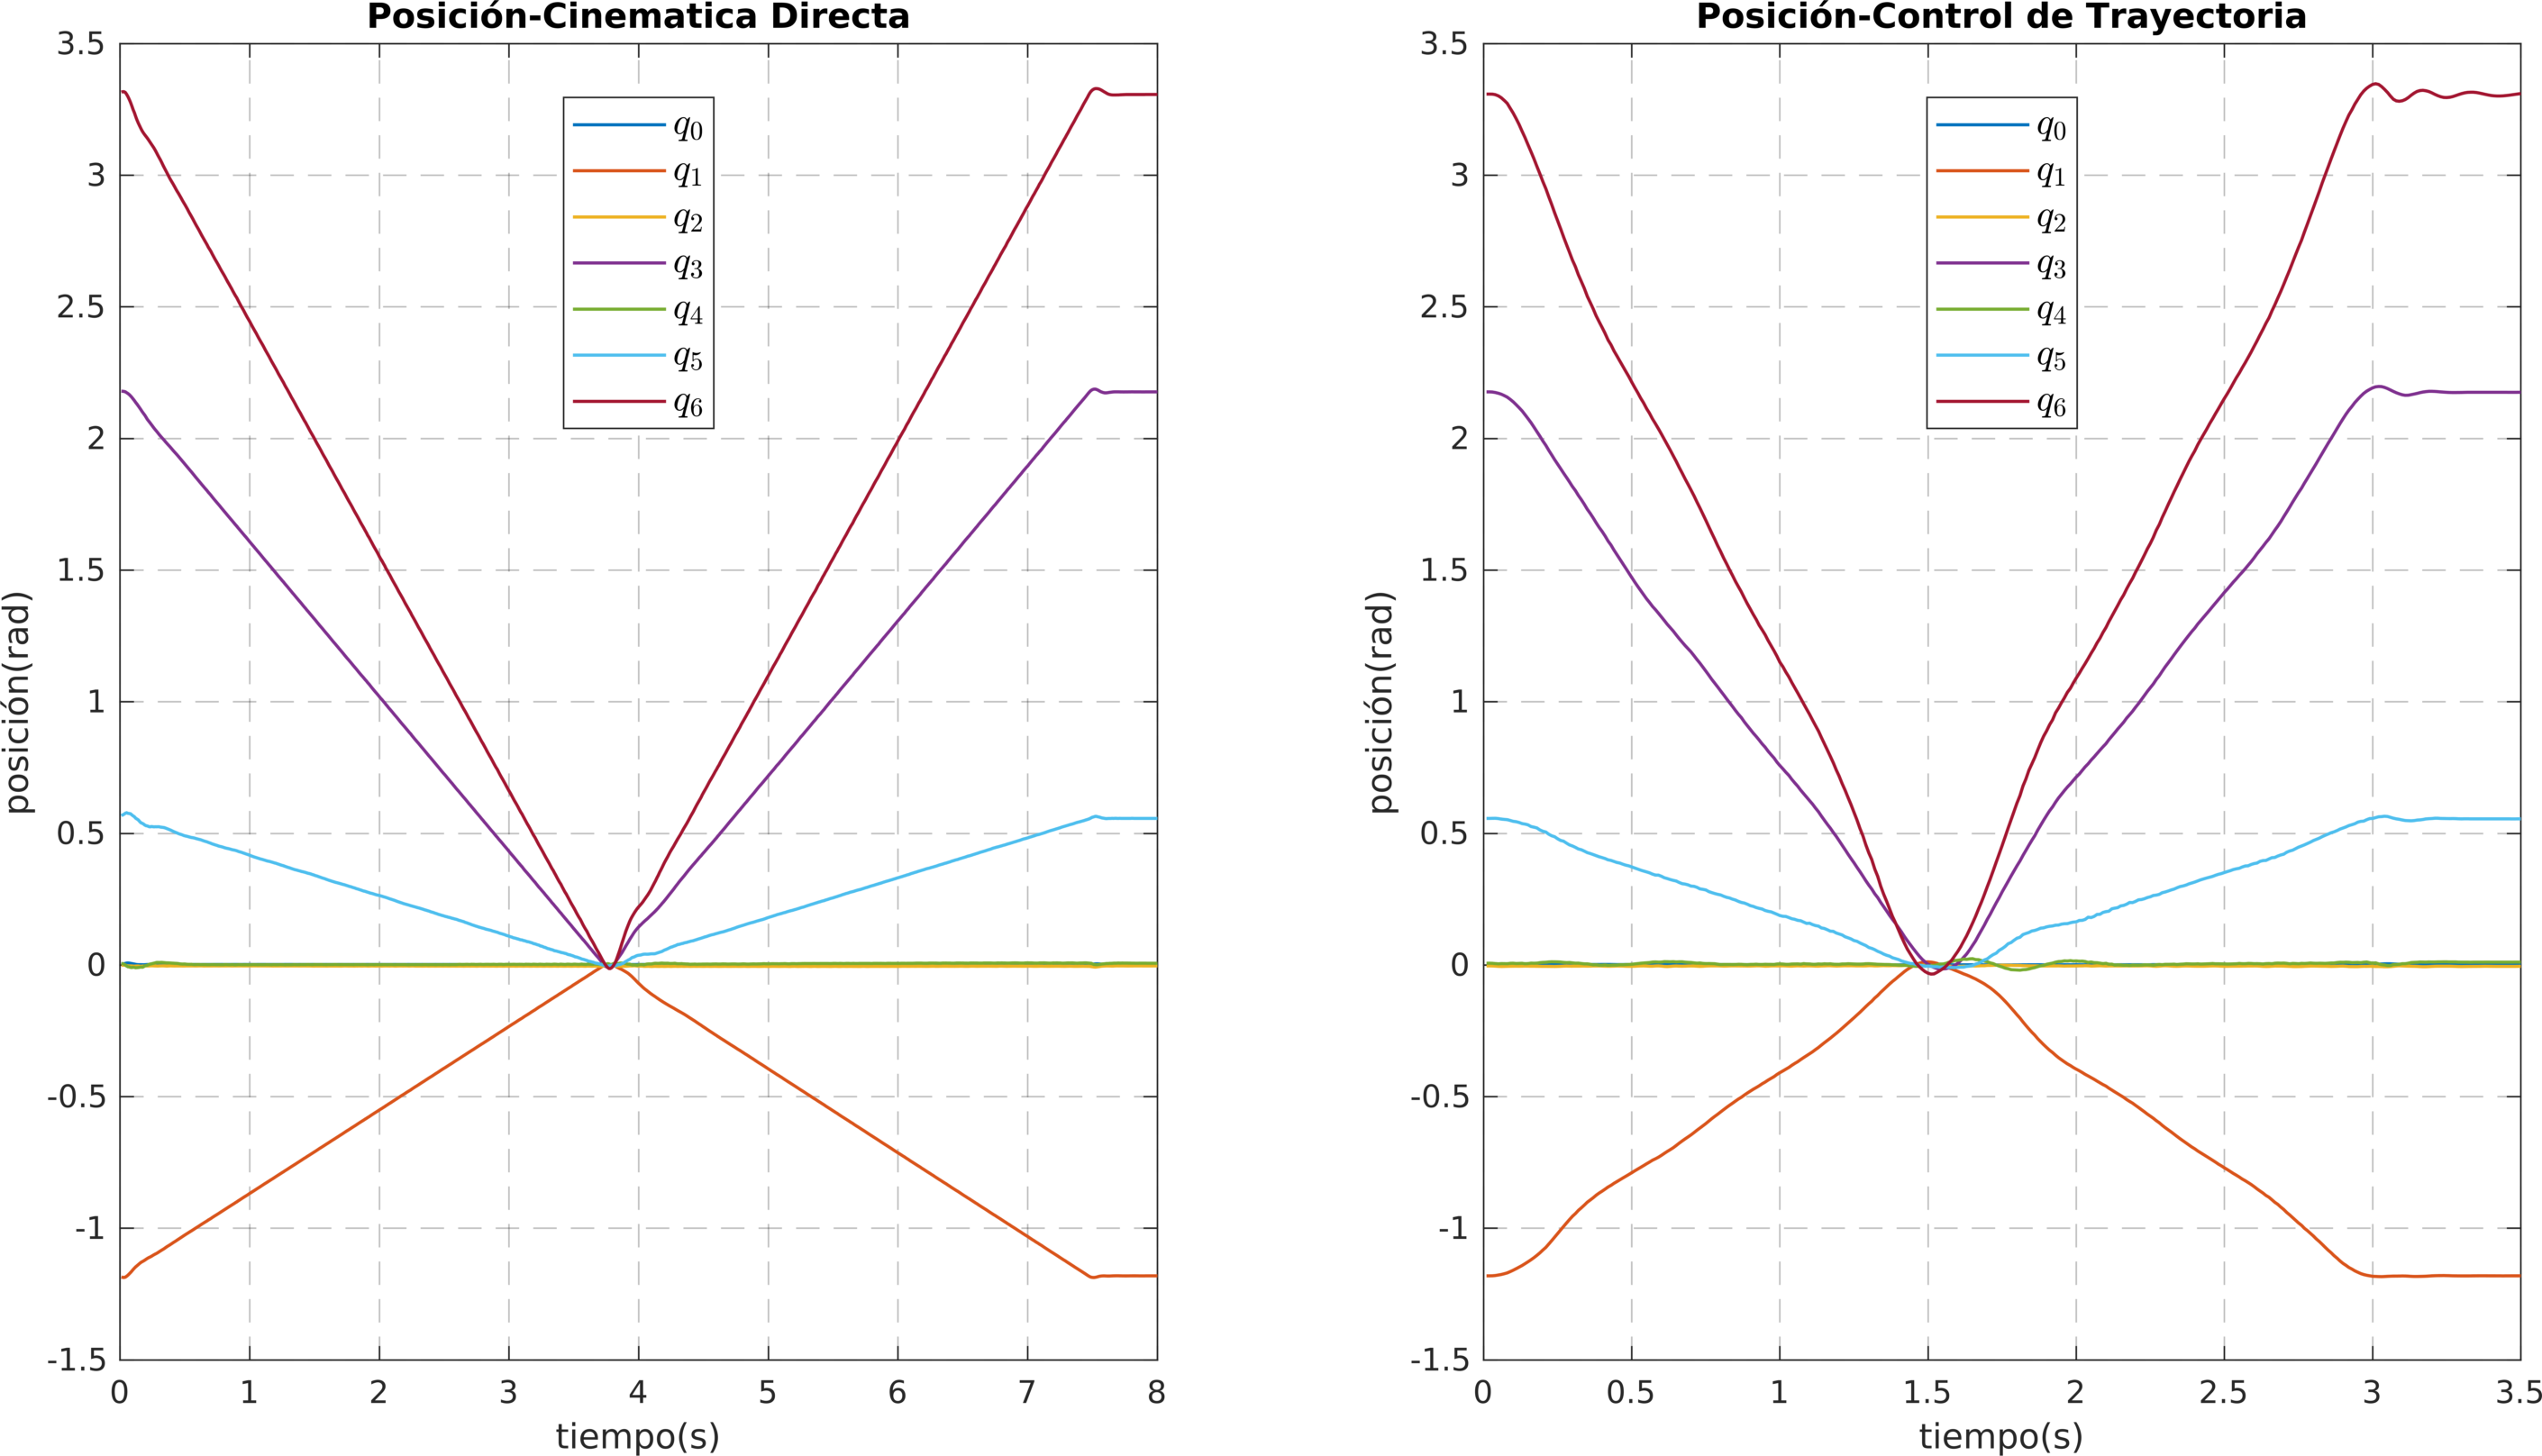 Posición-Cinematica Directa
3.5
3
2.5
2
1.5
1
0.5
0
-0.5
-1
-1.5
posición(rad)
q0
q1
q2
q3
q4
q5
q6
0 1 2 3 4 5 6 7 8
tiempo(s)
Posición-Control de Trayectoria
3.5
3
2.5
2
1.5
1
0.5
0
-0.5
-1
-1.5
posición(rad)
q0
q1
q2
q3
q4
q5
q6
0 0.5 1 1.5 2 2.5 3 3.5
tiempo(s)